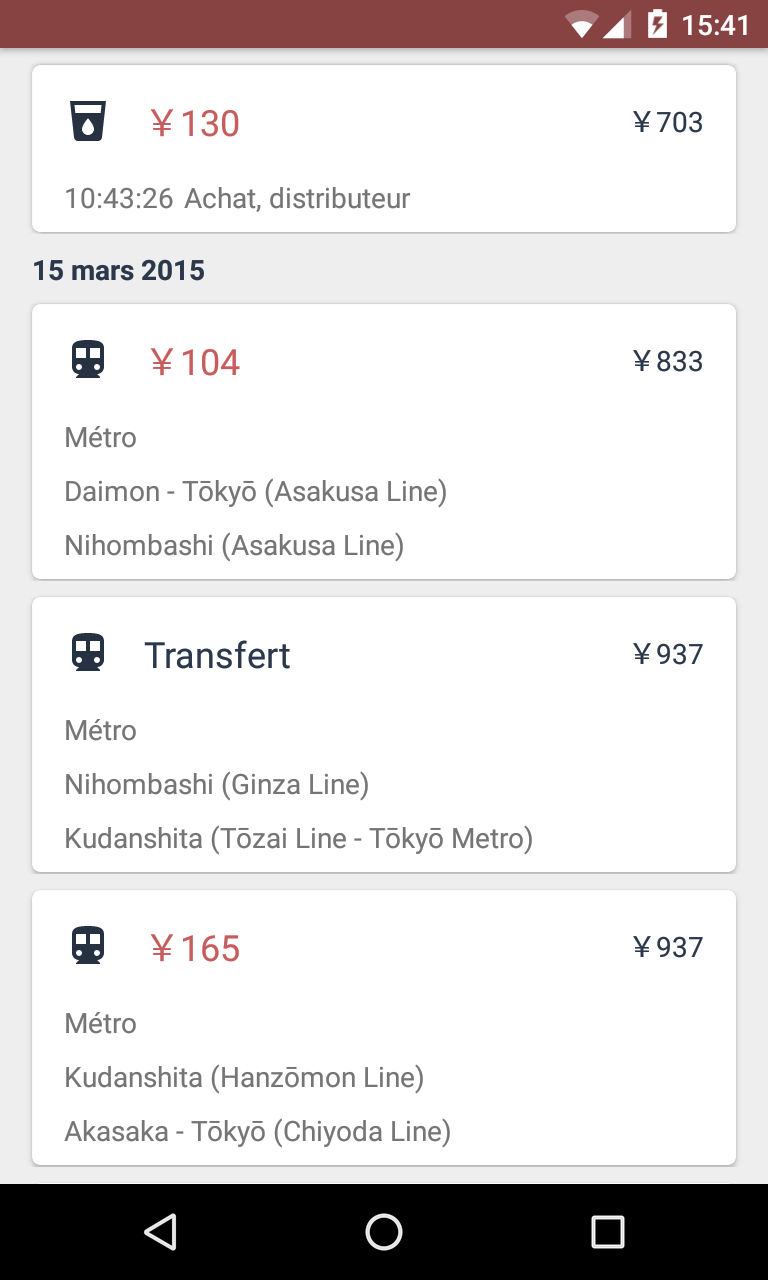 15:41
¥ 130
¥ 703
10:43:26 Achat, distributeur
15 mars 2015
¥ 104
¥ 833
Métro
Daimon - Tōkyō (Asakusa Line)
Nihombashi (Asakusa Line)
Transfert
¥ 937
Métro
Nihombashi (Ginza Line)
Kudanshita (Tōzai Line - Tōkyō Metro)
¥ 165
¥ 937
Métro
Kudanshita (Hanzōmon Line)
Akasaka - Tōkyō (Chiyoda Line)